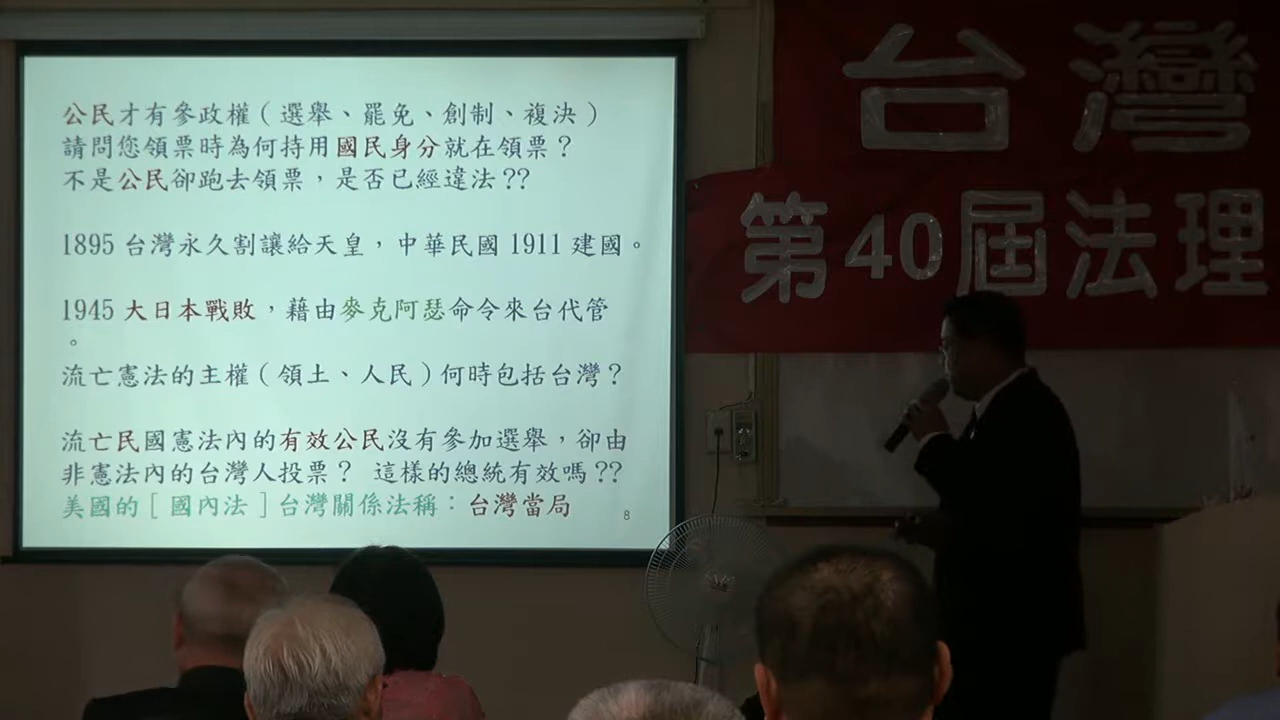 公民才有參政權（選舉、罷免、創制、複決）
請問您領票時為何持用國民身分就在領票？
不是公民卻跑去領票，是否已經違法??
1895 台灣永久割讓給天皇，中華民國 1911 建國。
1945 大日本戰敗，藉由麥克阿瑟命令來台代管
。
流亡憲法的主權（領土、人民）何時包括台灣？
流亡民國憲法內的有效公民沒有參加選舉，卻由
非憲法內的台灣人投票？ 這樣的總統有效嗎??
美國的［國內法］台灣關係法稱：台灣當局
8
台灣
第40屆法理